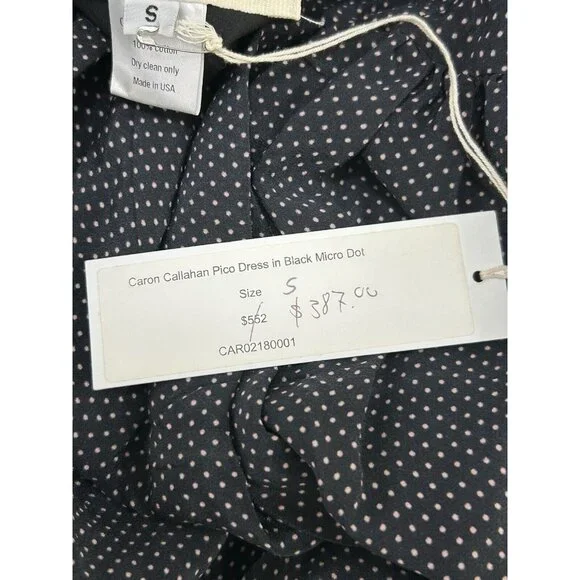 S
100% cotton
Dry clean only
Made in USA
Caron Callahan Pico Dress in Black Micro Dot
Size S
$552 $387.00
CAR02180001